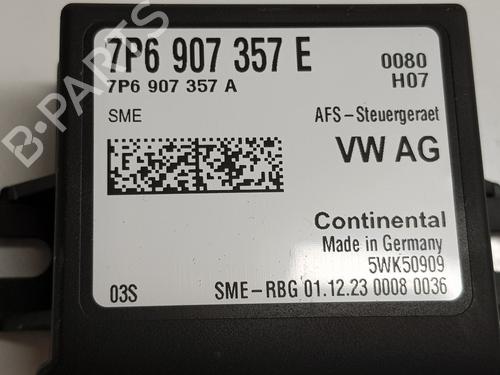 7P6 907 357 E
0080
7P6 907 357 A
H07
SME
AFS-Steuergeraet
VW AG
Continental
Made in Germany
5WK50909
03S
SME-RBG 01.12.23 0008 0036
B-PARTS